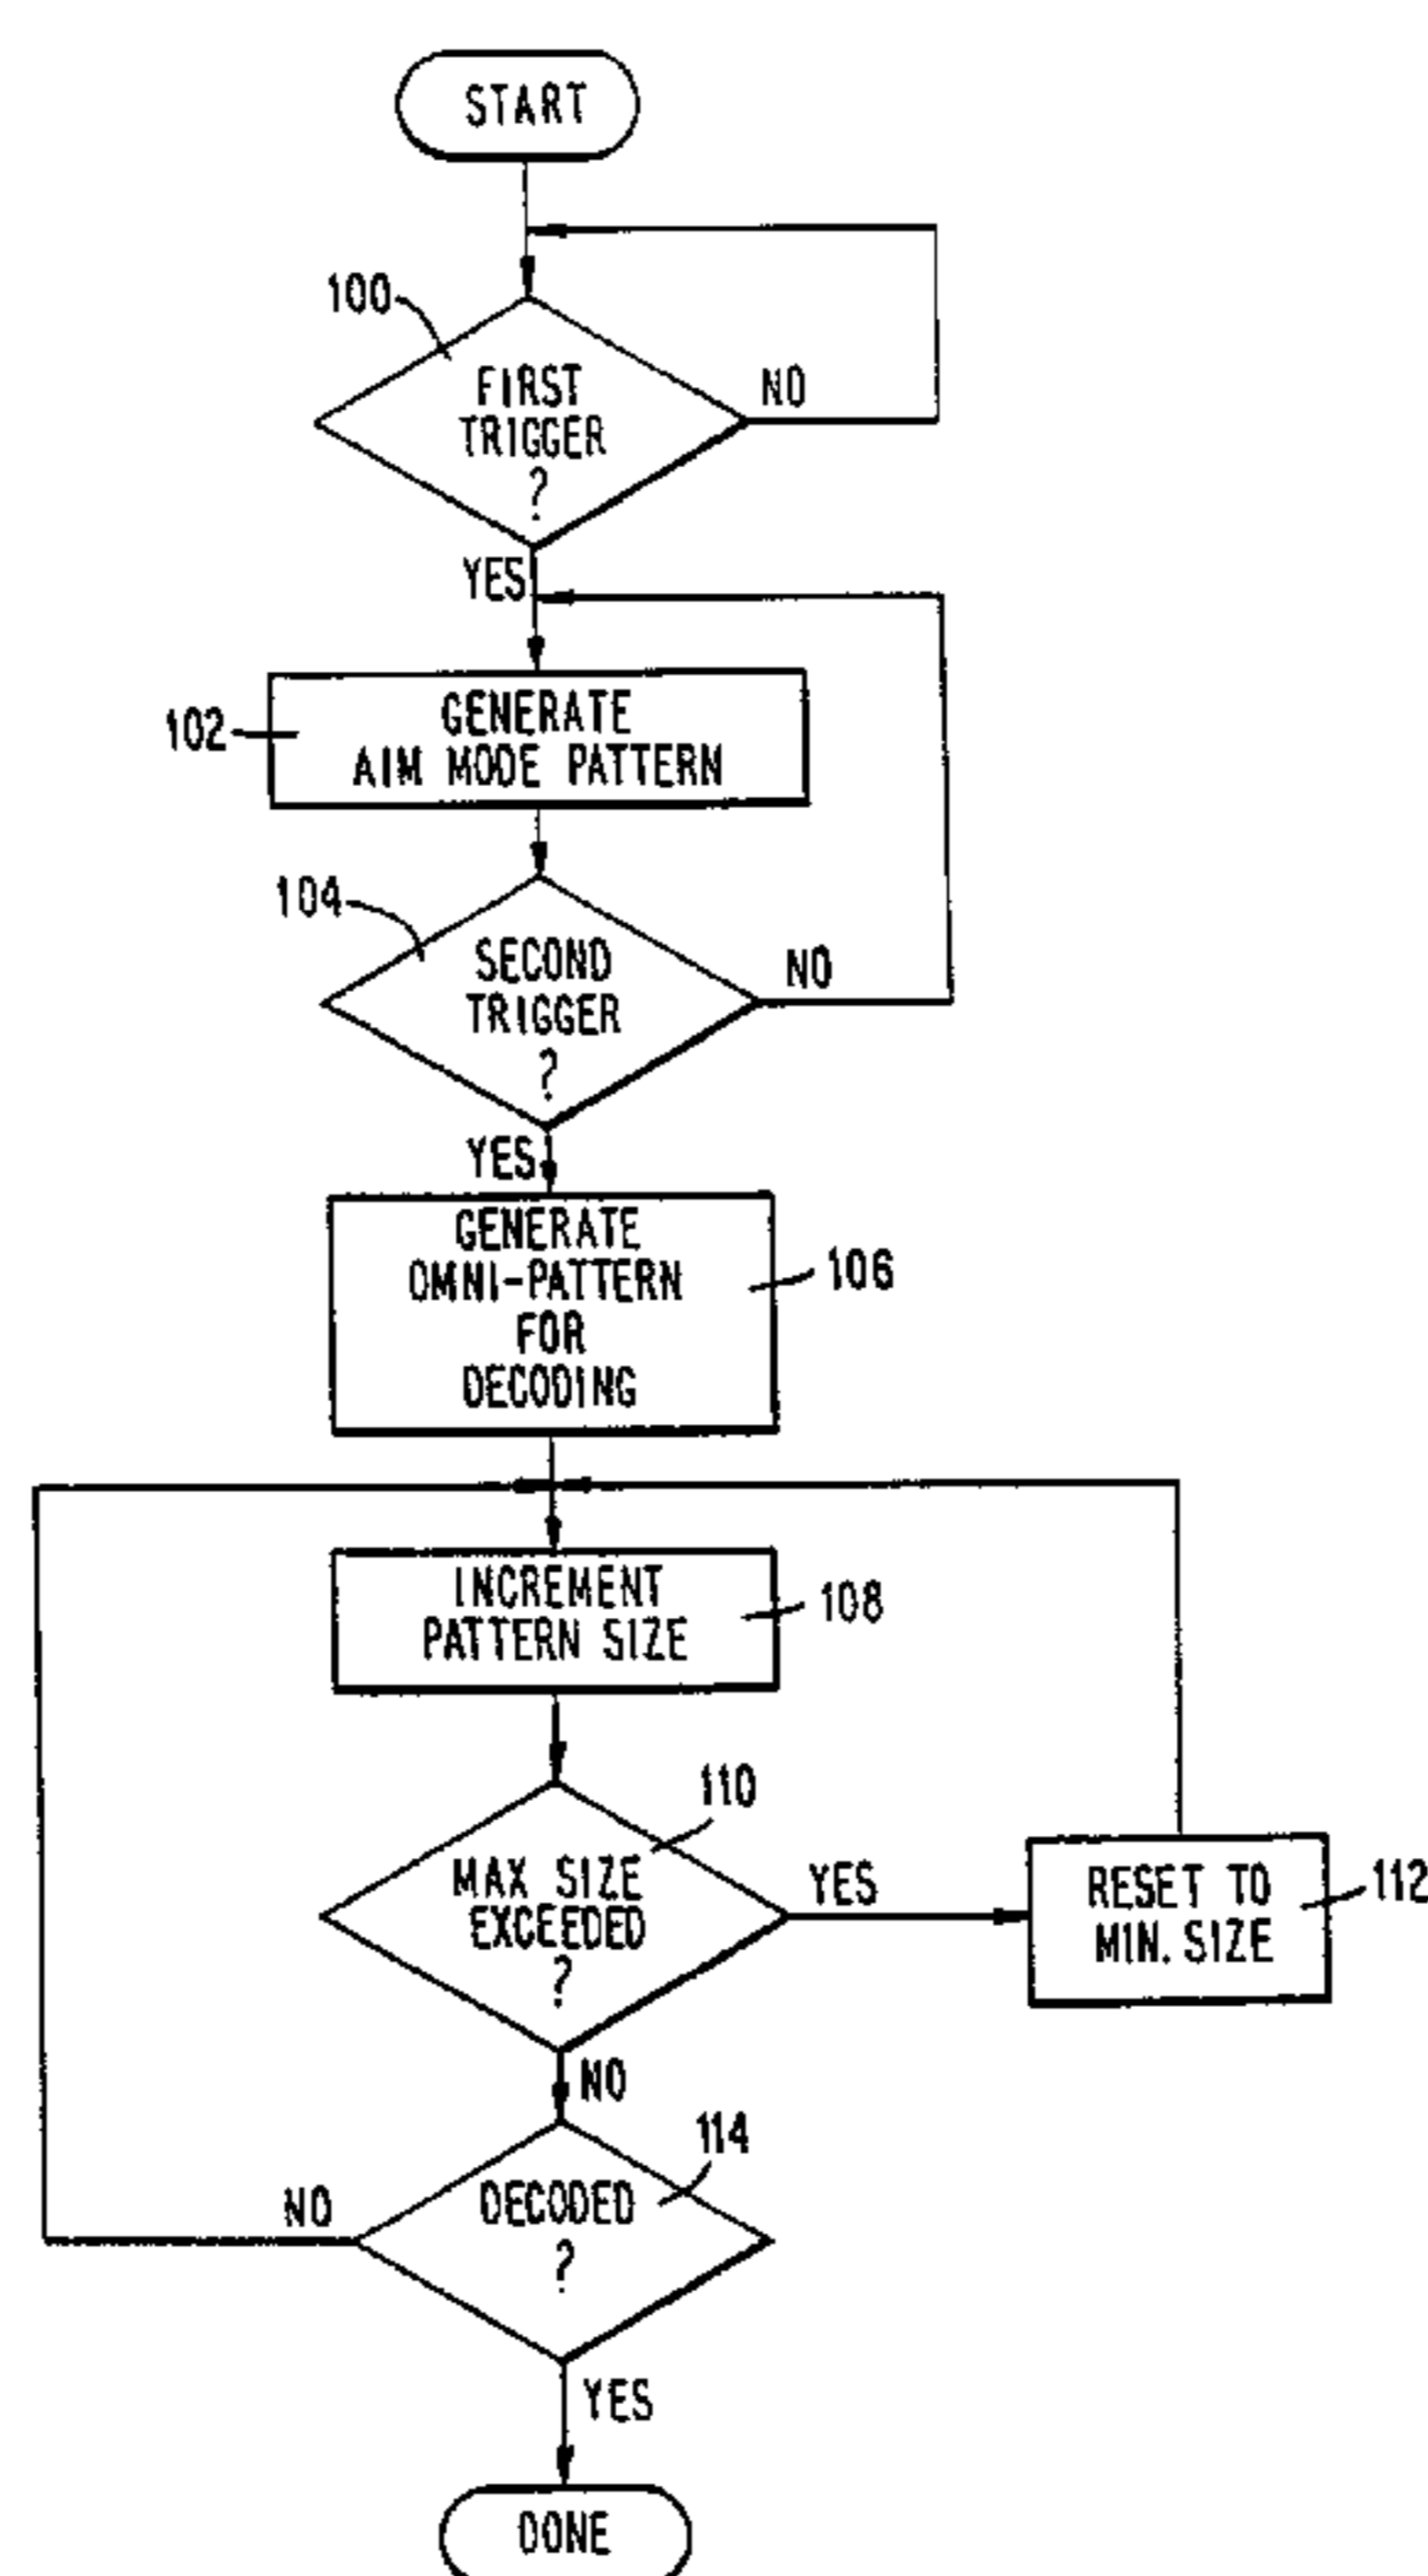 START
100
FIRST
TRIGGER
?
NO
YES
102
GENERATE
AIM MODE PATTERN
104
SECOND
TRIGGER
?
NO
YES
GENERATE
OMNI-PATTERN
FOR
DECODING
106
INCREMENT
PATTERN SIZE
108
110
MAX SIZE
EXCEEDED
?
YES
RESET TO
MIN. SIZE
112
NO
114
DECODED
?
NO
YES
DONE